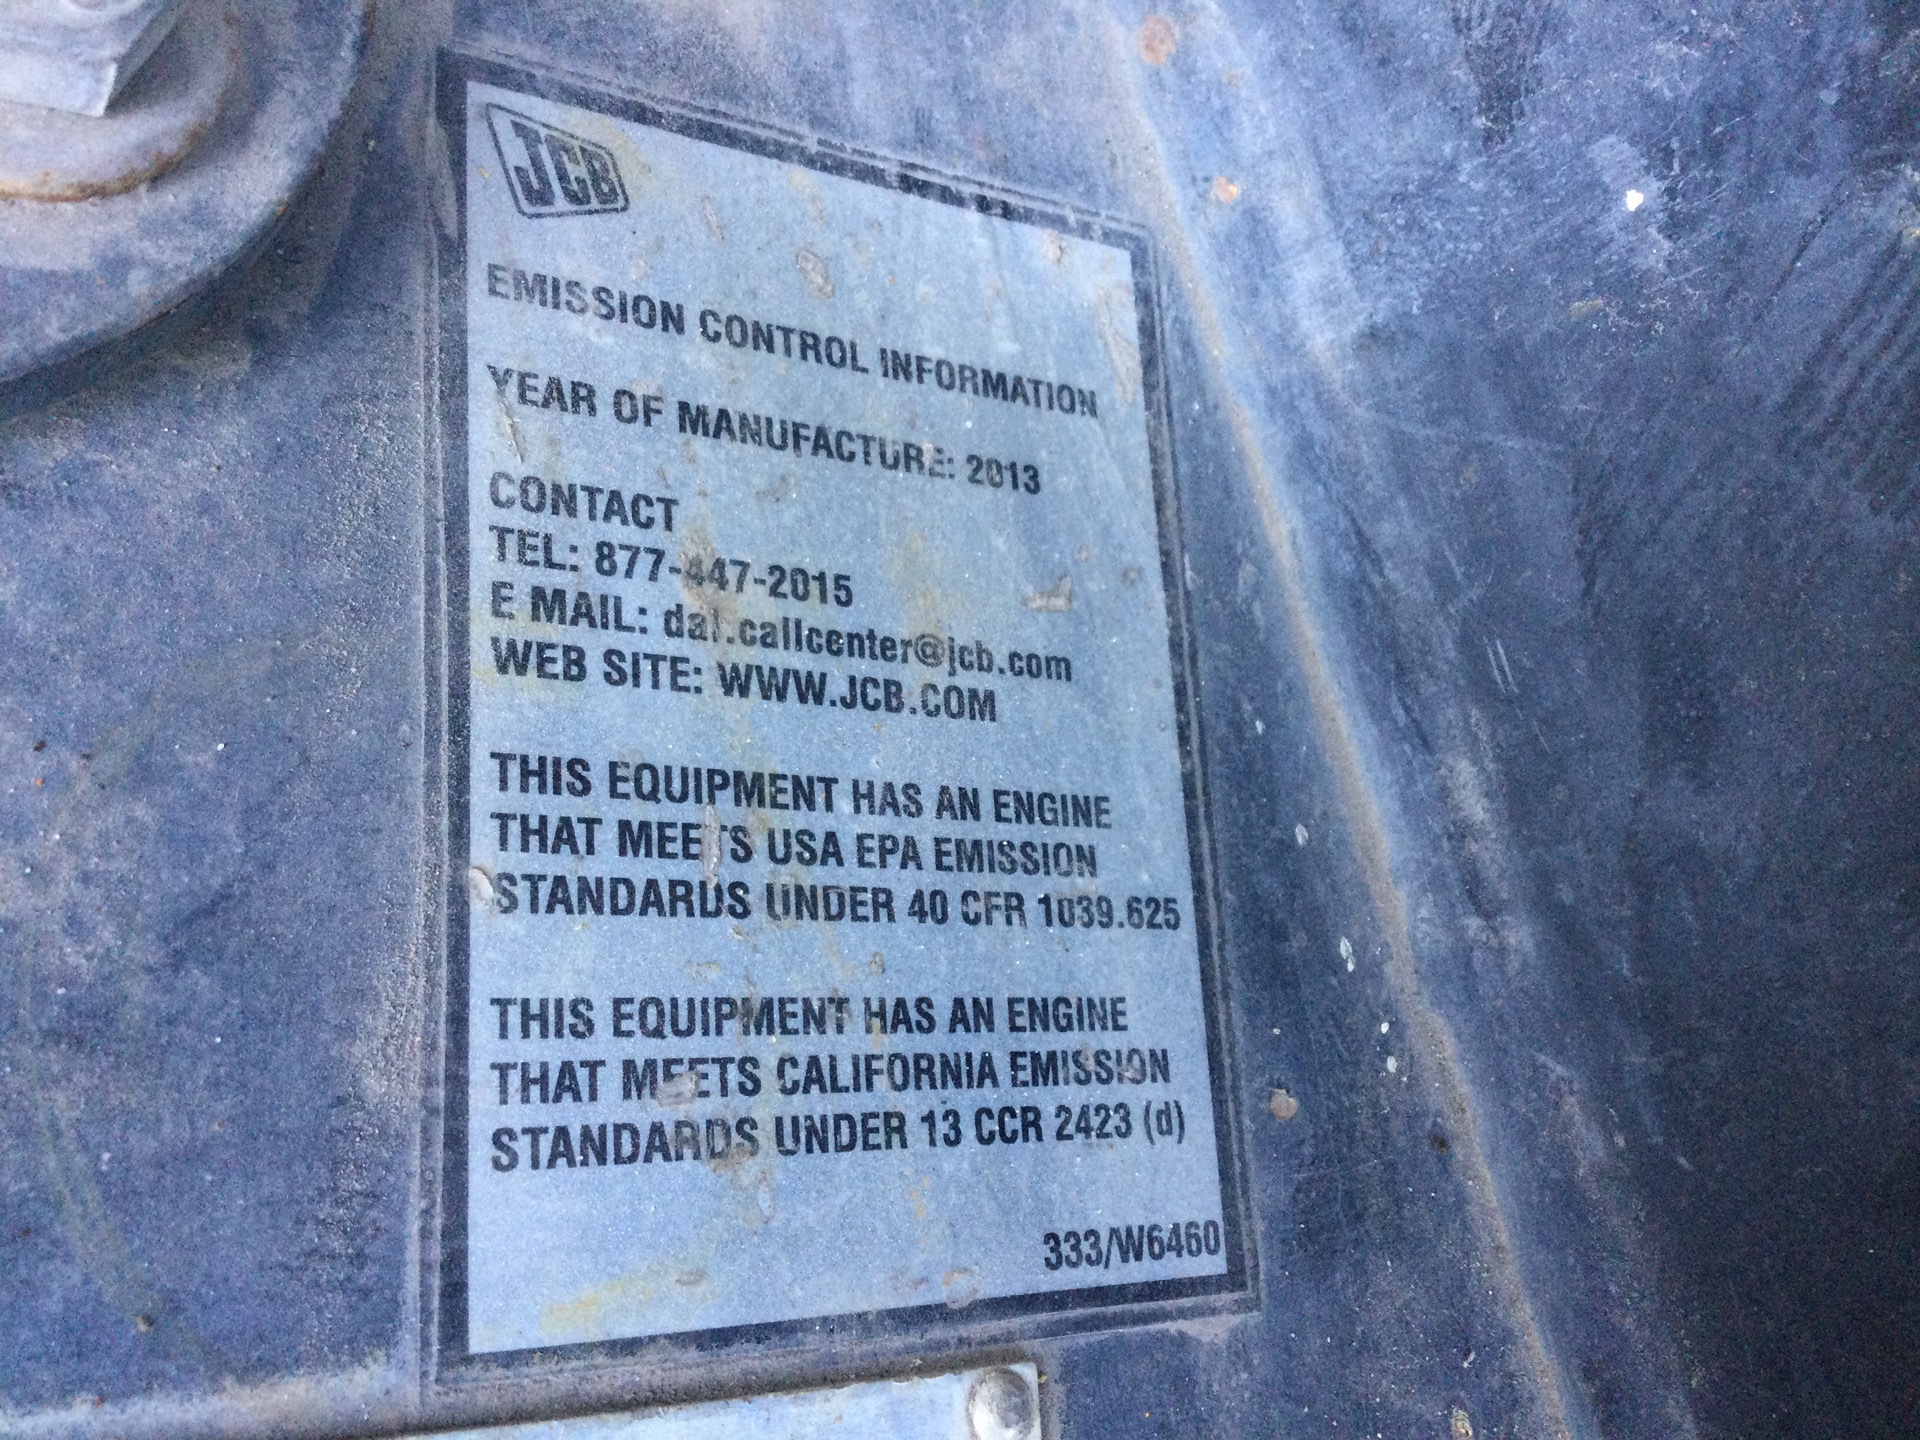 JCB
EMISSION CONTROL INFORMATION
YEAR OF MANUFACTURE: 2013
CONTACT
TEL: 877-447-2015
E MAIL: dal.callcenter@jcb.com
WEB SITE: WWW.JCB.COM
THIS EQUIPMENT HAS AN ENGINE
THAT MEETS USA EPA EMISSION
STANDARDS UNDER 40 CFR 1039.625
THIS EQUIPMENT HAS AN ENGINE
THAT MEETS CALIFORNIA EMISSION
STANDARDS UNDER 13 CCR 2423 (d)
333/W6460